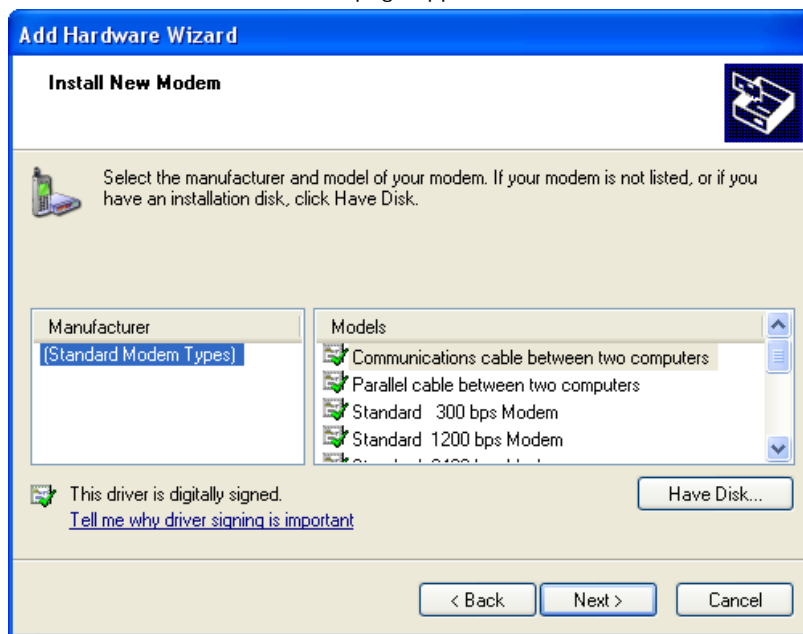 Add Hardware Wizard
Install New Modem
Select the manufacturer and model of your modem. If your modem is not listed, or if you
have an installation disk, click Have Disk.
Manufacturer
Models
(Standard Modem Types)
Communications cable between two computers
Parallel cable between two computers
Standard 300 bps Modem
Standard 1200 bps Modem
This driver is digitally signed.
Have Disk...
Tell me why driver signing is important
< Back
Next >
Cancel